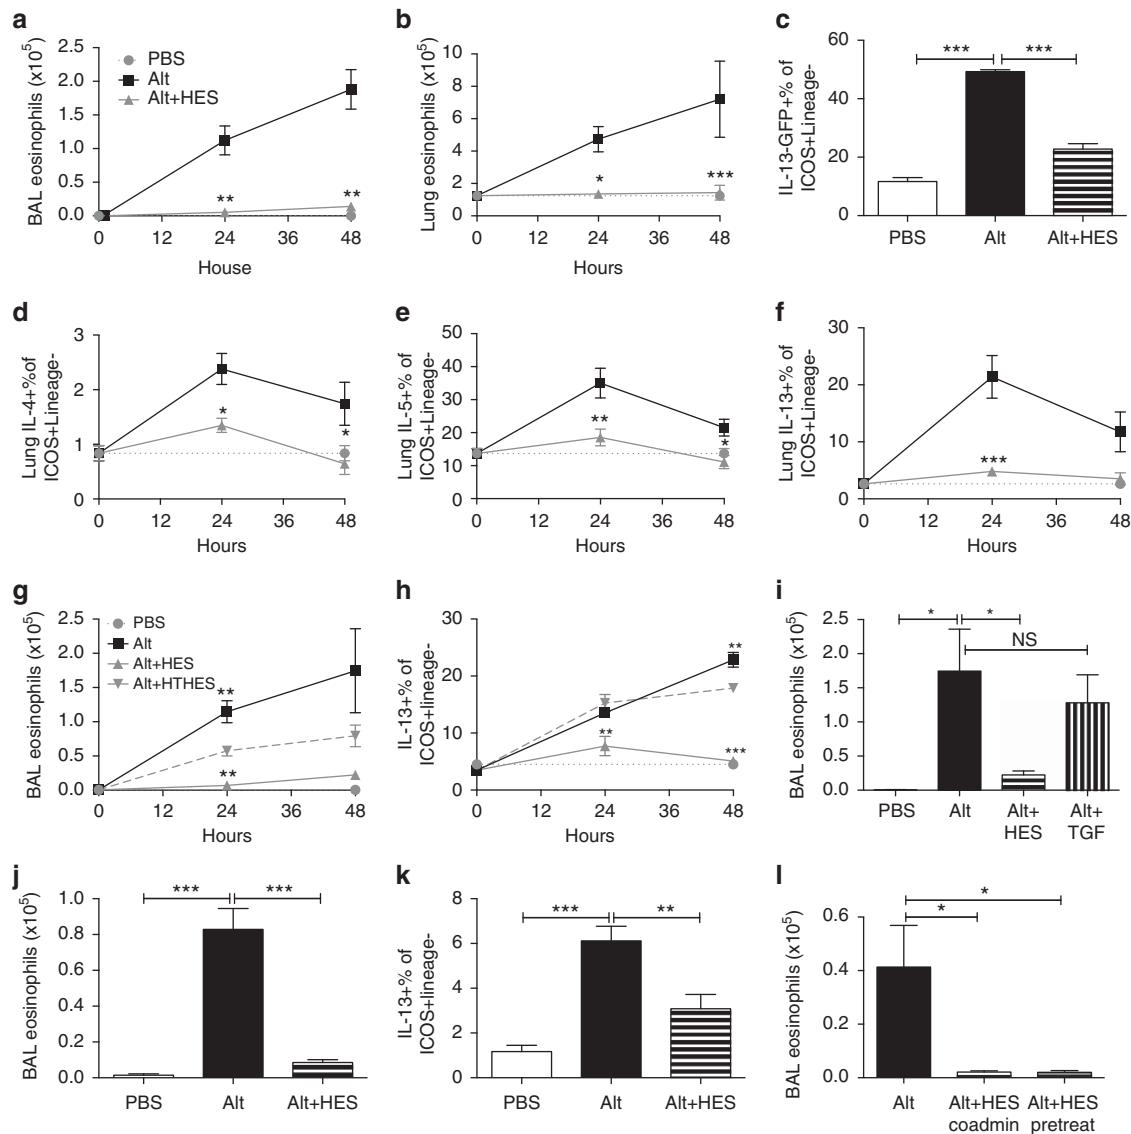 a
BAL eosinophils (x10⁵)
2.5
2.0
1.5
1.0
0.5
0.0
PBS
Alt
Alt+HES
**
**
0 12 24 36 48
House
b
Lung eosinophils (x10⁵)
10
8
6
4
2
0
*
***
0 12 24 36 48
Hours
c
IL-13-GFP+% of
ICOS+Lineage-
60
40
20
0
*** ***
PBS Alt Alt+HES
d
Lung IL-4+%of
ICOS+Lineage-
3
2
1
0
*
*
0 12 24 36 48
Hours
e
Lung IL-5+% of
ICOS+Lineage-
50
40
30
20
10
0
**
*
0 12 24 36 48
Hours
f
Lung IL-13+% of
ICOS+Lineage-
30
20
10
0
***
0 12 24 36 48
Hours
g
BAL eosinophils (x10⁵)
2.5
2.0
1.5
1.0
0.5
0.0
PBS
Alt
Alt+HES
Alt+HTHES
**
**
0 12 24 36 48
Hours
h
IL-13+% of
ICOS+lineage-
30
20
10
0
**
**
***
0 12 24 36 48
Hours
i
BAL eosinophils (x10⁵)
2.5
2.0
1.5
1.0
0.5
0.0
* *
NS
PBS Alt Alt+ Alt+
HES TGF
j
BAL eosinophils (x10⁵)
1.0
0.8
0.6
0.4
0.2
0.0
*** ***
PBS Alt Alt+HES
k
IL-13+% of
ICOS+lineage-
8
6
4
2
0
*** **
PBS Alt Alt+HES
l
BAL eosinophils (x10⁵)
0.6
0.4
0.2
0.0
*
*
Alt Alt+HES Alt+HES
coadmin pretreat